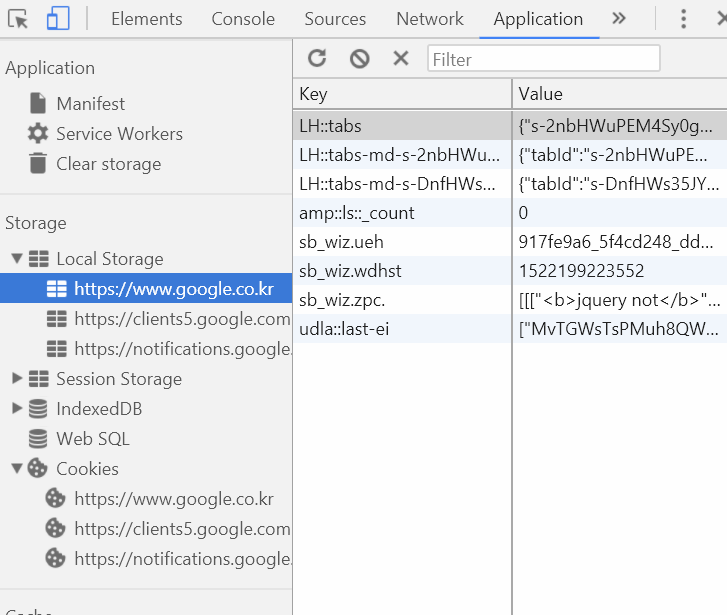 Elements Console Sources Network Application
Filter
Application
Manifest
Service Workers
Clear storage
Storage
Local Storage
https://www.google.co.kr
https://clients5.google.com
https://notifications.google.
Session Storage
IndexedDB
Web SQL
Cookies
https://www.google.co.kr
https://clients5.google.com
https://notifications.google.
Key Value
LH::tabs {"s-2nbHWuPEM4Sy0g...
LH::tabs-md-s-2nbHWu... {"tabId":"s-2nbHWuPE...
LH::tabs-md-s-DnfHWs... {"tabId":"s-DnfHWs35JY...
amp::ls::_count 0
sb_wiz.ueh 917fe9a6_5f4cd248_dd...
sb_wiz.wdhst 1522199223552
sb_wiz.zpc. [[["<b>jquery not</b>"...
udla::last-ei ["MvTGWsTsPMuh8QW...